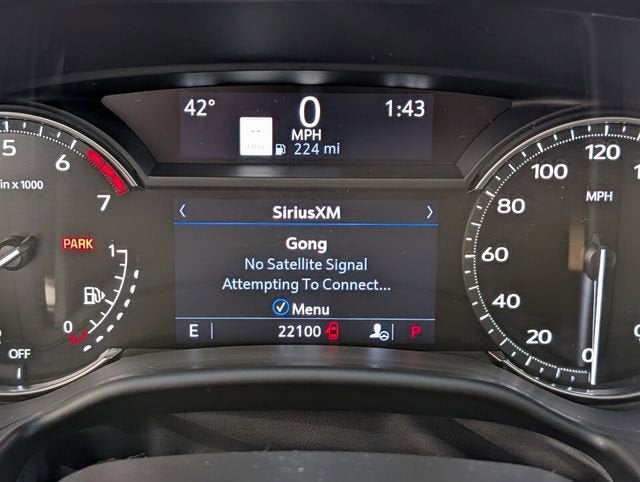 42° 0 1:43
-- MPH
MPH 224 mi
5 6 7
in x 1000
PARK
1
0
OFF
< SiriusXM >
Gong
No Satellite Signal
Attempting To Connect...
Menu
E 22100 P
120
100
80
60
40
20
0
MPH